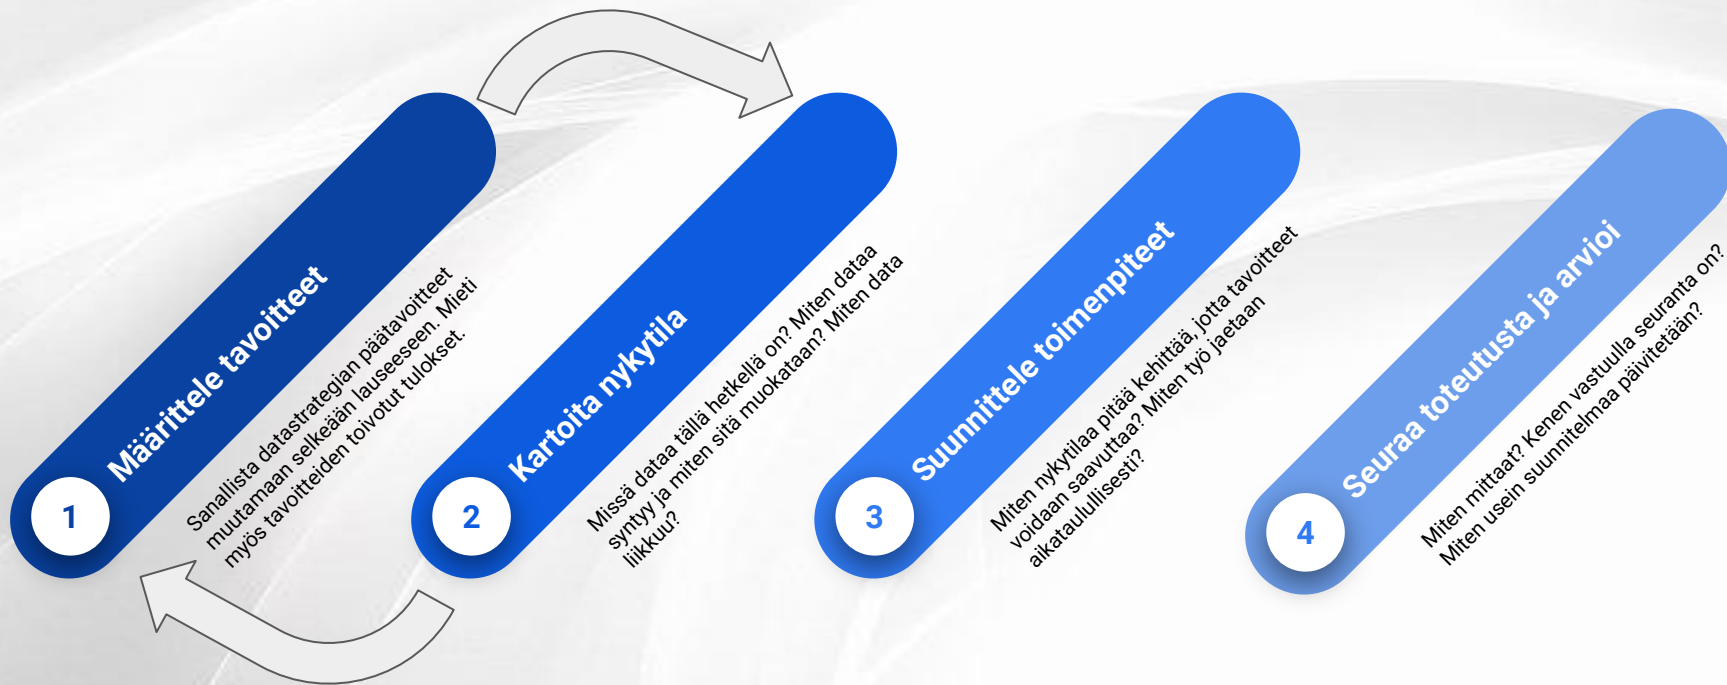 1
Määrittele tavoitteet
Sanallista datastrategian päätavoitteet
muutamaan selkeään lauseeseen. Mieti
myös tavoitteiden toivotut tulokset.
2
Kartoita nykytila
Missä dataa tällä hetkellä on? Miten dataa
syntyy ja miten sitä muokataan? Miten data
liikkuu?
3
Suunnittele toimenpiteet
Miten nykytilaa pitää kehittää, jotta tavoitteet
voidaan saavuttaa? Miten työ jaetaan
aikataulullisesti?
4
Seuraa toteutusta ja arvioi
Miten mittaat? Kenen vastuulla seuranta on?
Miten usein suunnitelmaa päivitetään?